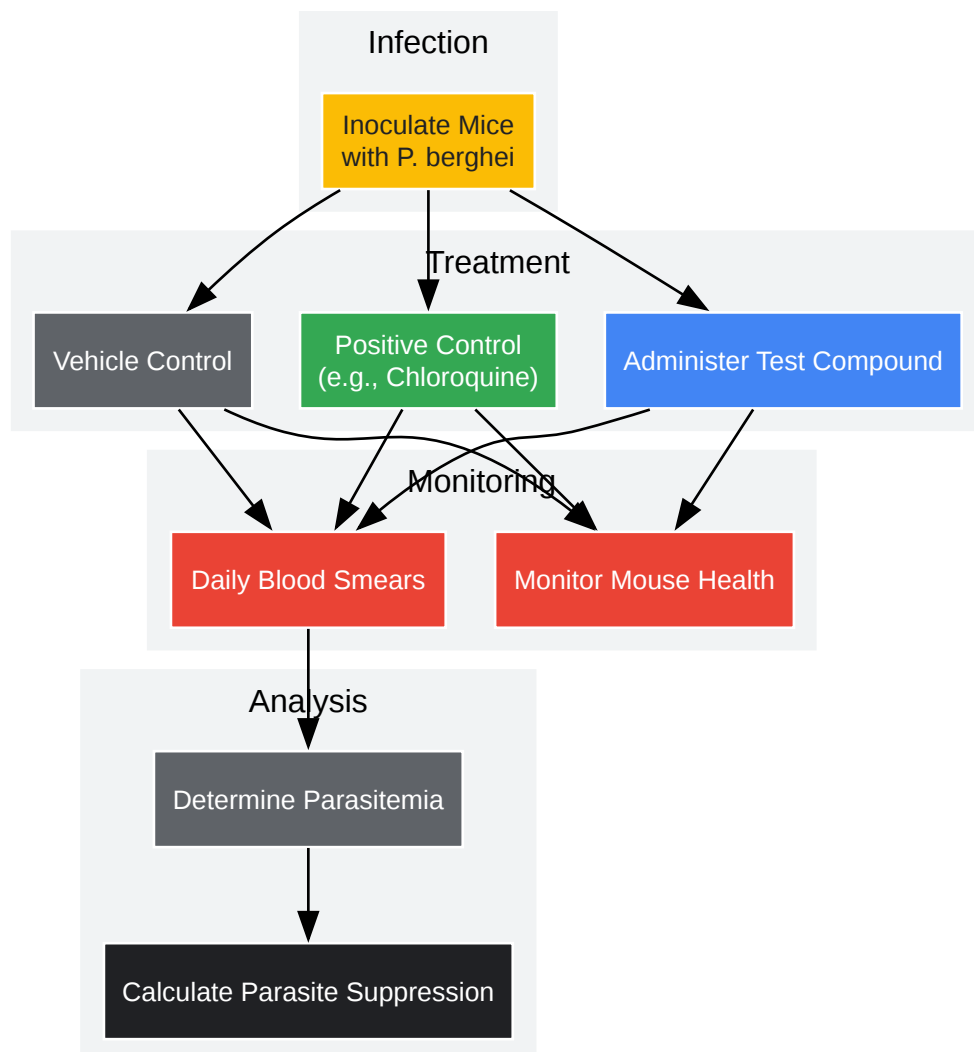 Infection
Inoculate Mice
with P. berghei
Treatment
Vehicle Control
Positive Control
(e.g., Chloroquine)
Administer Test Compound
Monitoring
Daily Blood Smears
Monitor Mouse Health
Analysis
Determine Parasitemia
Calculate Parasite Suppression